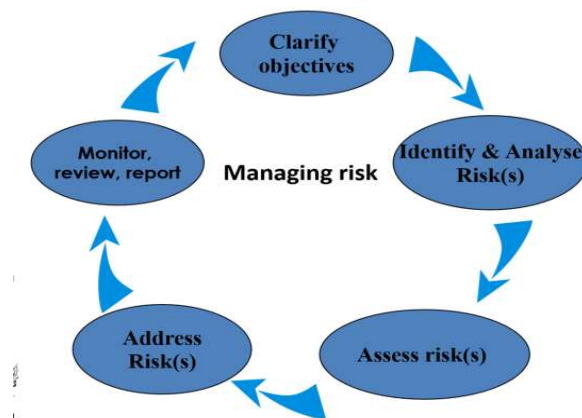 Clarify
objectives
Identify & Analyse
Risk(s)
Managing risk
Monitor,
review, report
Assess risk(s)
Address
Risk(s)